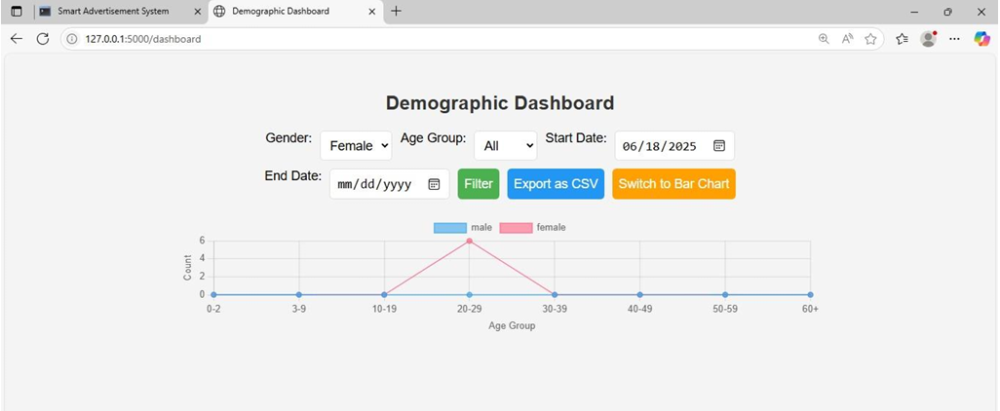 Smart Advertisement System
Demographic Dashboard
127.0.0.1:5000/dashboard
Demographic Dashboard
Gender: Female Age Group: All Start Date: 06/18/2025
End Date: mm/dd/yyyy Filter Export as CSV Switch to Bar Chart
male female
Count
6
4
2
0
0-2 3-9 10-19 20-29 30-39 40-49 50-59 60+
Age Group